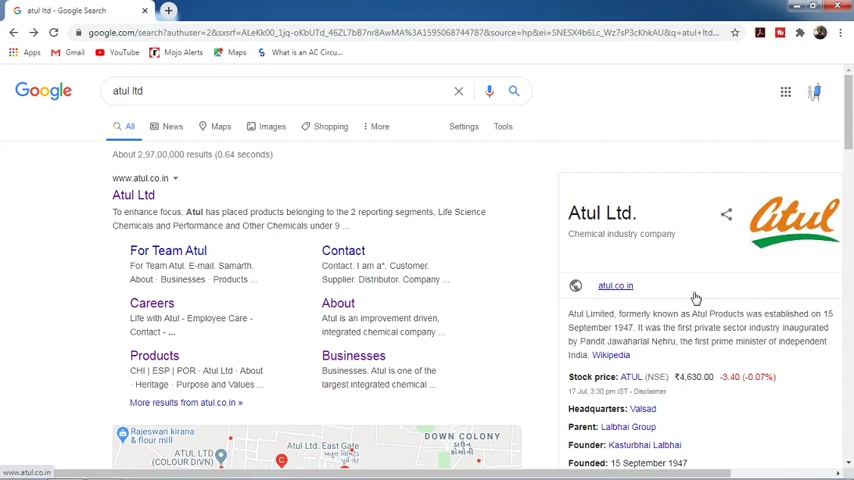 atul ltd - Google Search
google.com/search?authuser=2&sxsrf=ALeKk00_1jq-oKbUTd_46ZL7bB7nr8AwMA%3A1595068744787&source=hp&ei=SNESX4b6Lc_Wz7sP3cKhkAU&q=atul+ltd...
Apps Gmail YouTube Mojo Alerts Maps What is an AC Circu...
Google
atul ltd
All News Maps Images Shopping More Settings Tools
About 2,97,00,000 results (0.64 seconds)
www.atul.co.in
Atul Ltd
To enhance focus, Atul has placed products belonging to the 2 reporting segments, Life Science
Chemicals and Performance and Other Chemicals under 9 ...
For Team Atul
For Team Atul. E-mail. Samarth.
About · Businesses · Products ...
Contact
Contact. I am a*. Customer.
Supplier. Distributor. Company ...
Careers
Life with Atul - Employee Care -
Contact - ...
About
Atul is an improvement driven,
integrated chemical company ...
Products
CHI | ESP | POR · Atul Ltd · About
· Heritage · Purpose and Values ...
Businesses
Businesses. Atul is one of the
largest integrated chemical ...
More results from atul.co.in »
Rajeswari kirana
& flour mill
ATUL LTD
(COLOUR DIVN)
Atul Ltd. East Gate
DOWN COLONY
ડાઉન
કોલોની
Atul Ltd.
Chemical industry company
atul
atul.co.in
Atul Limited, formerly known as Atul Products was established on 15
September 1947. It was the first private sector industry inaugurated
by Pandit Jawaharlal Nehru, the first prime minister of independent
India. Wikipedia
Stock price: ATUL (NSE) ₹4,630.00 -3.40 (-0.07%)
17 Jul, 3:30 pm IST - Disclaimer
Headquarters: Valsad
Parent: Lalbhai Group
Founder: Kasturbhai Lalbhai
Founded: 15 September 1947
www.atul.co.in